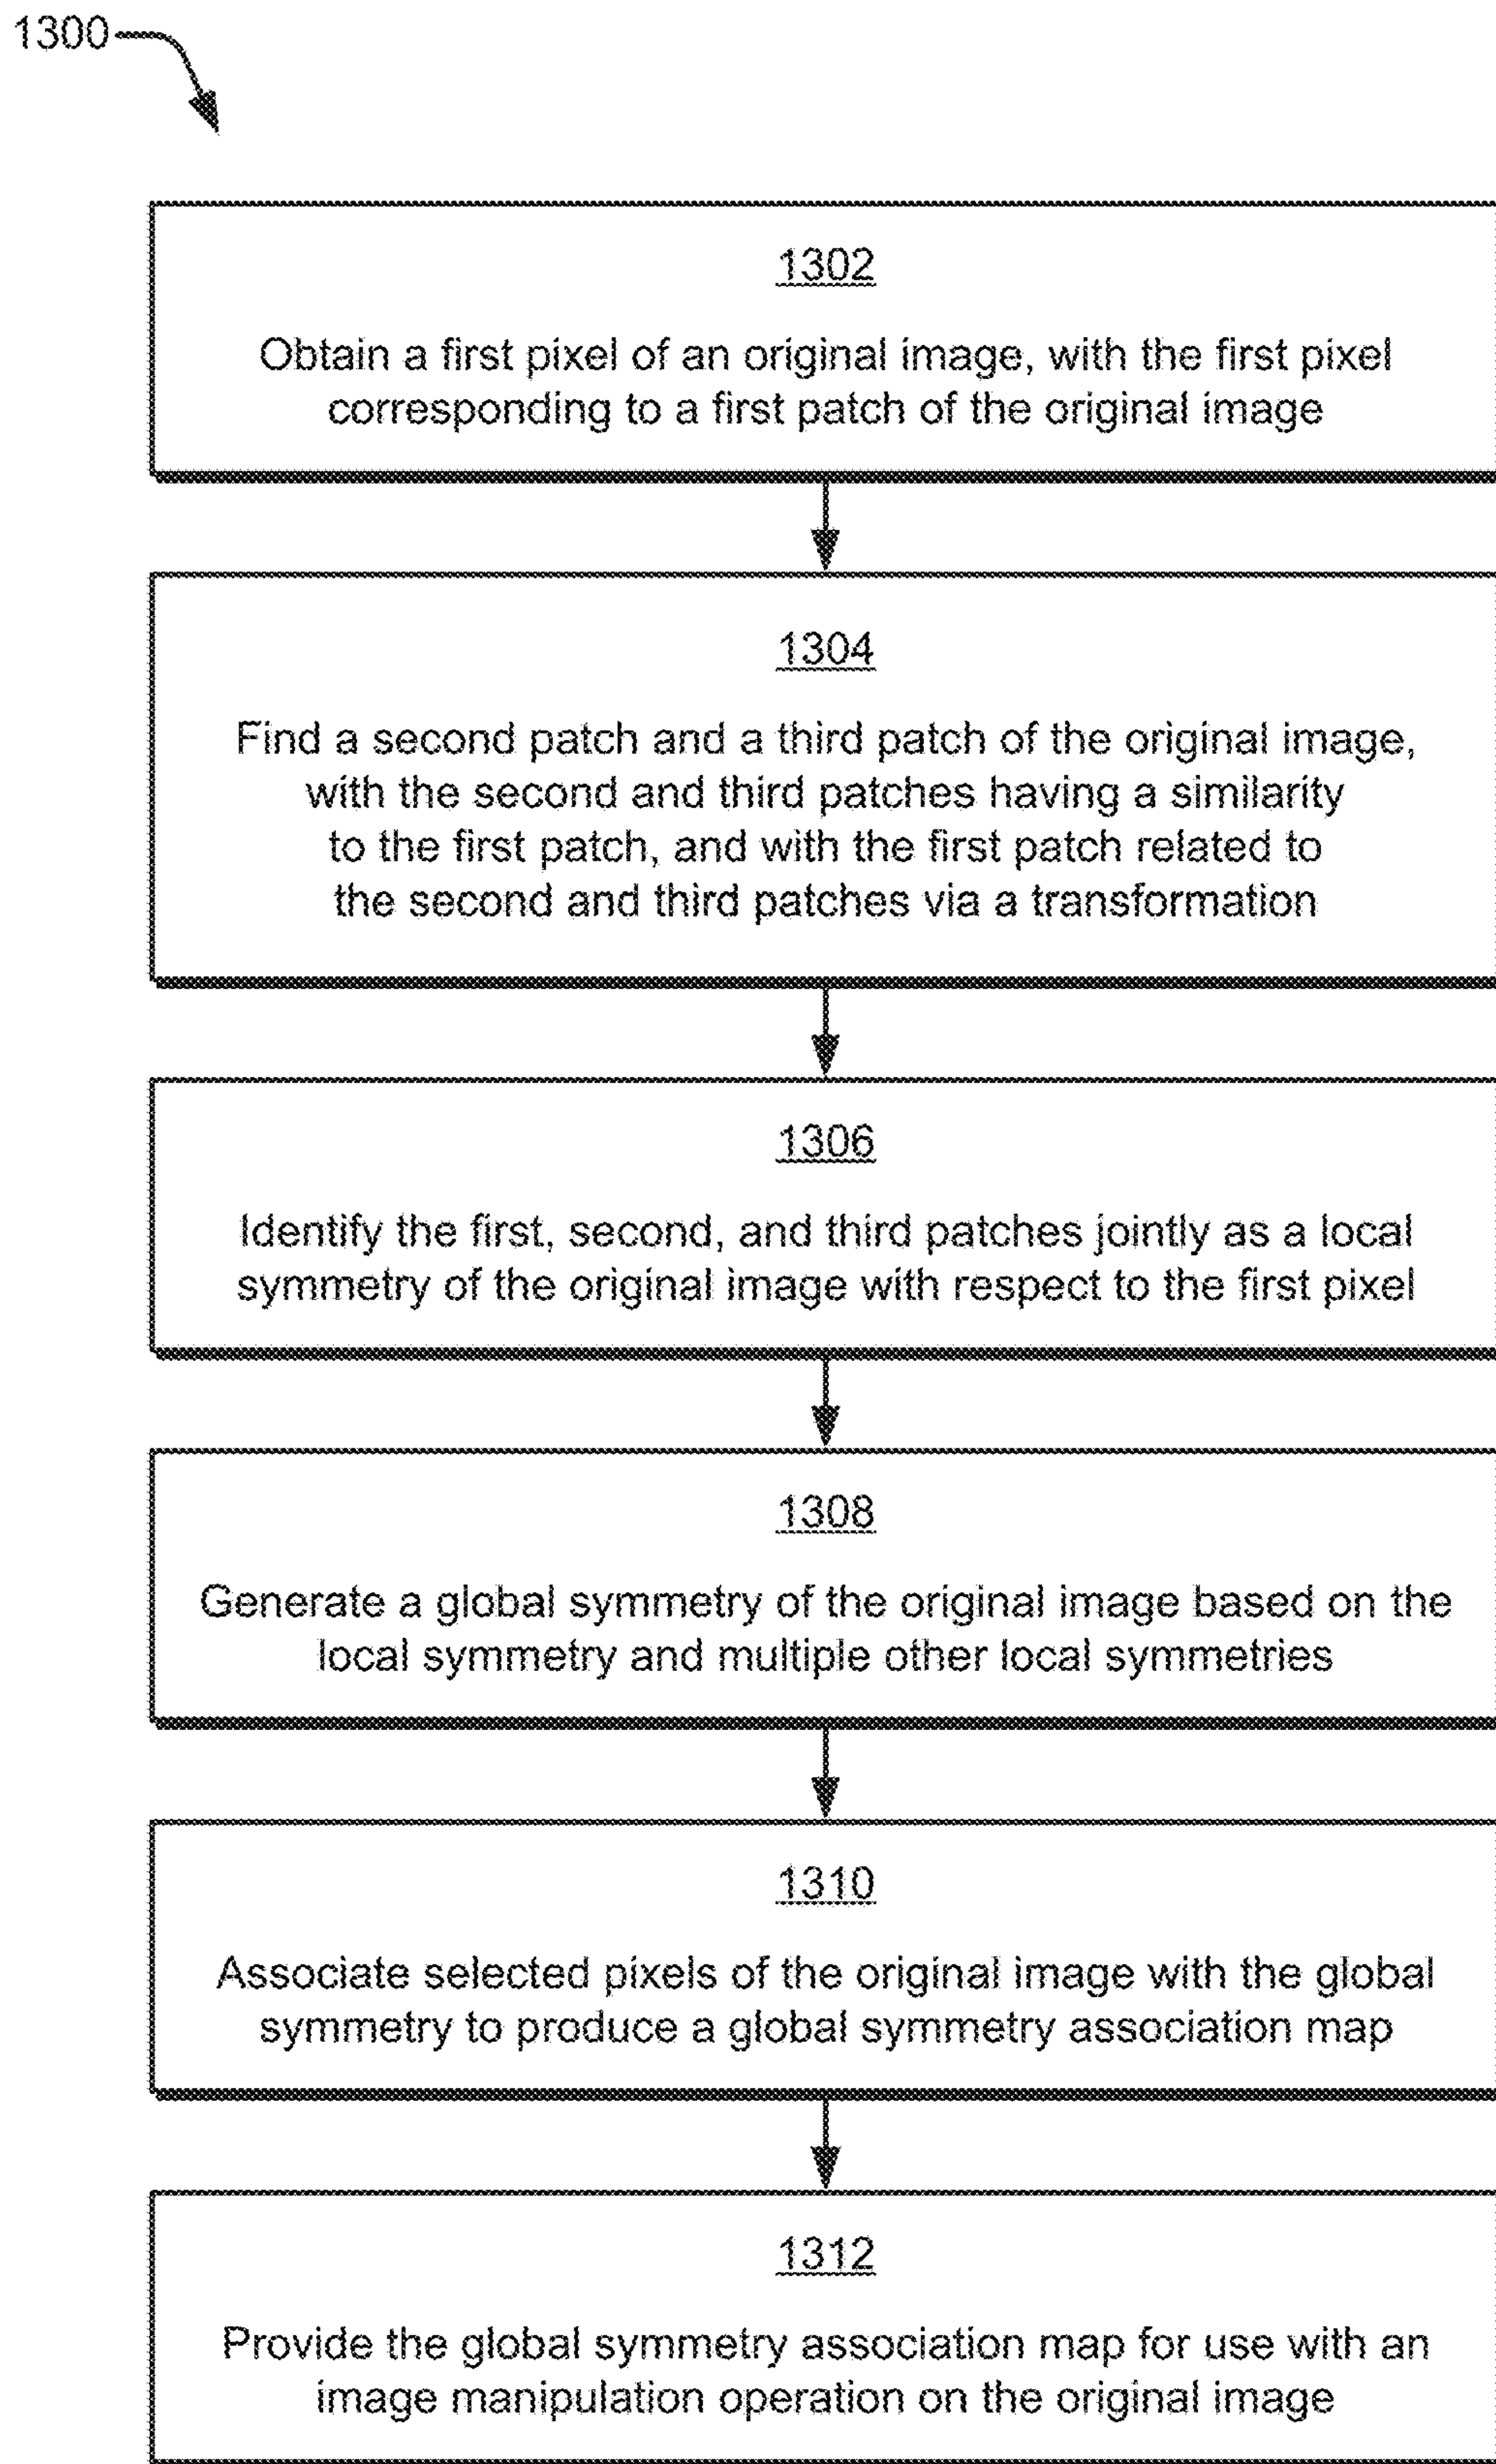 1300
1302
Obtain a first pixel of an original image, with the first pixel
corresponding to a first patch of the original image
1304
Find a second patch and a third patch of the original image,
with the second and third patches having a similarity
to the first patch, and with the first patch related to
the second and third patches via a transformation
1306
Identify the first, second, and third patches jointly as a local
symmetry of the original image with respect to the first pixel
1308
Generate a global symmetry of the original image based on the
local symmetry and multiple other local symmetries
1310
Associate selected pixels of the original image with the global
symmetry to produce a global symmetry association map
1312
Provide the global symmetry association map for use with an
image manipulation operation on the original image